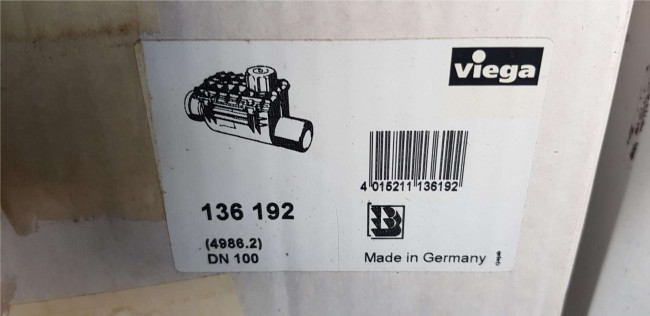 viega
4 015211 136192
136 192
(4986.2)
DN 100
Made in Germany